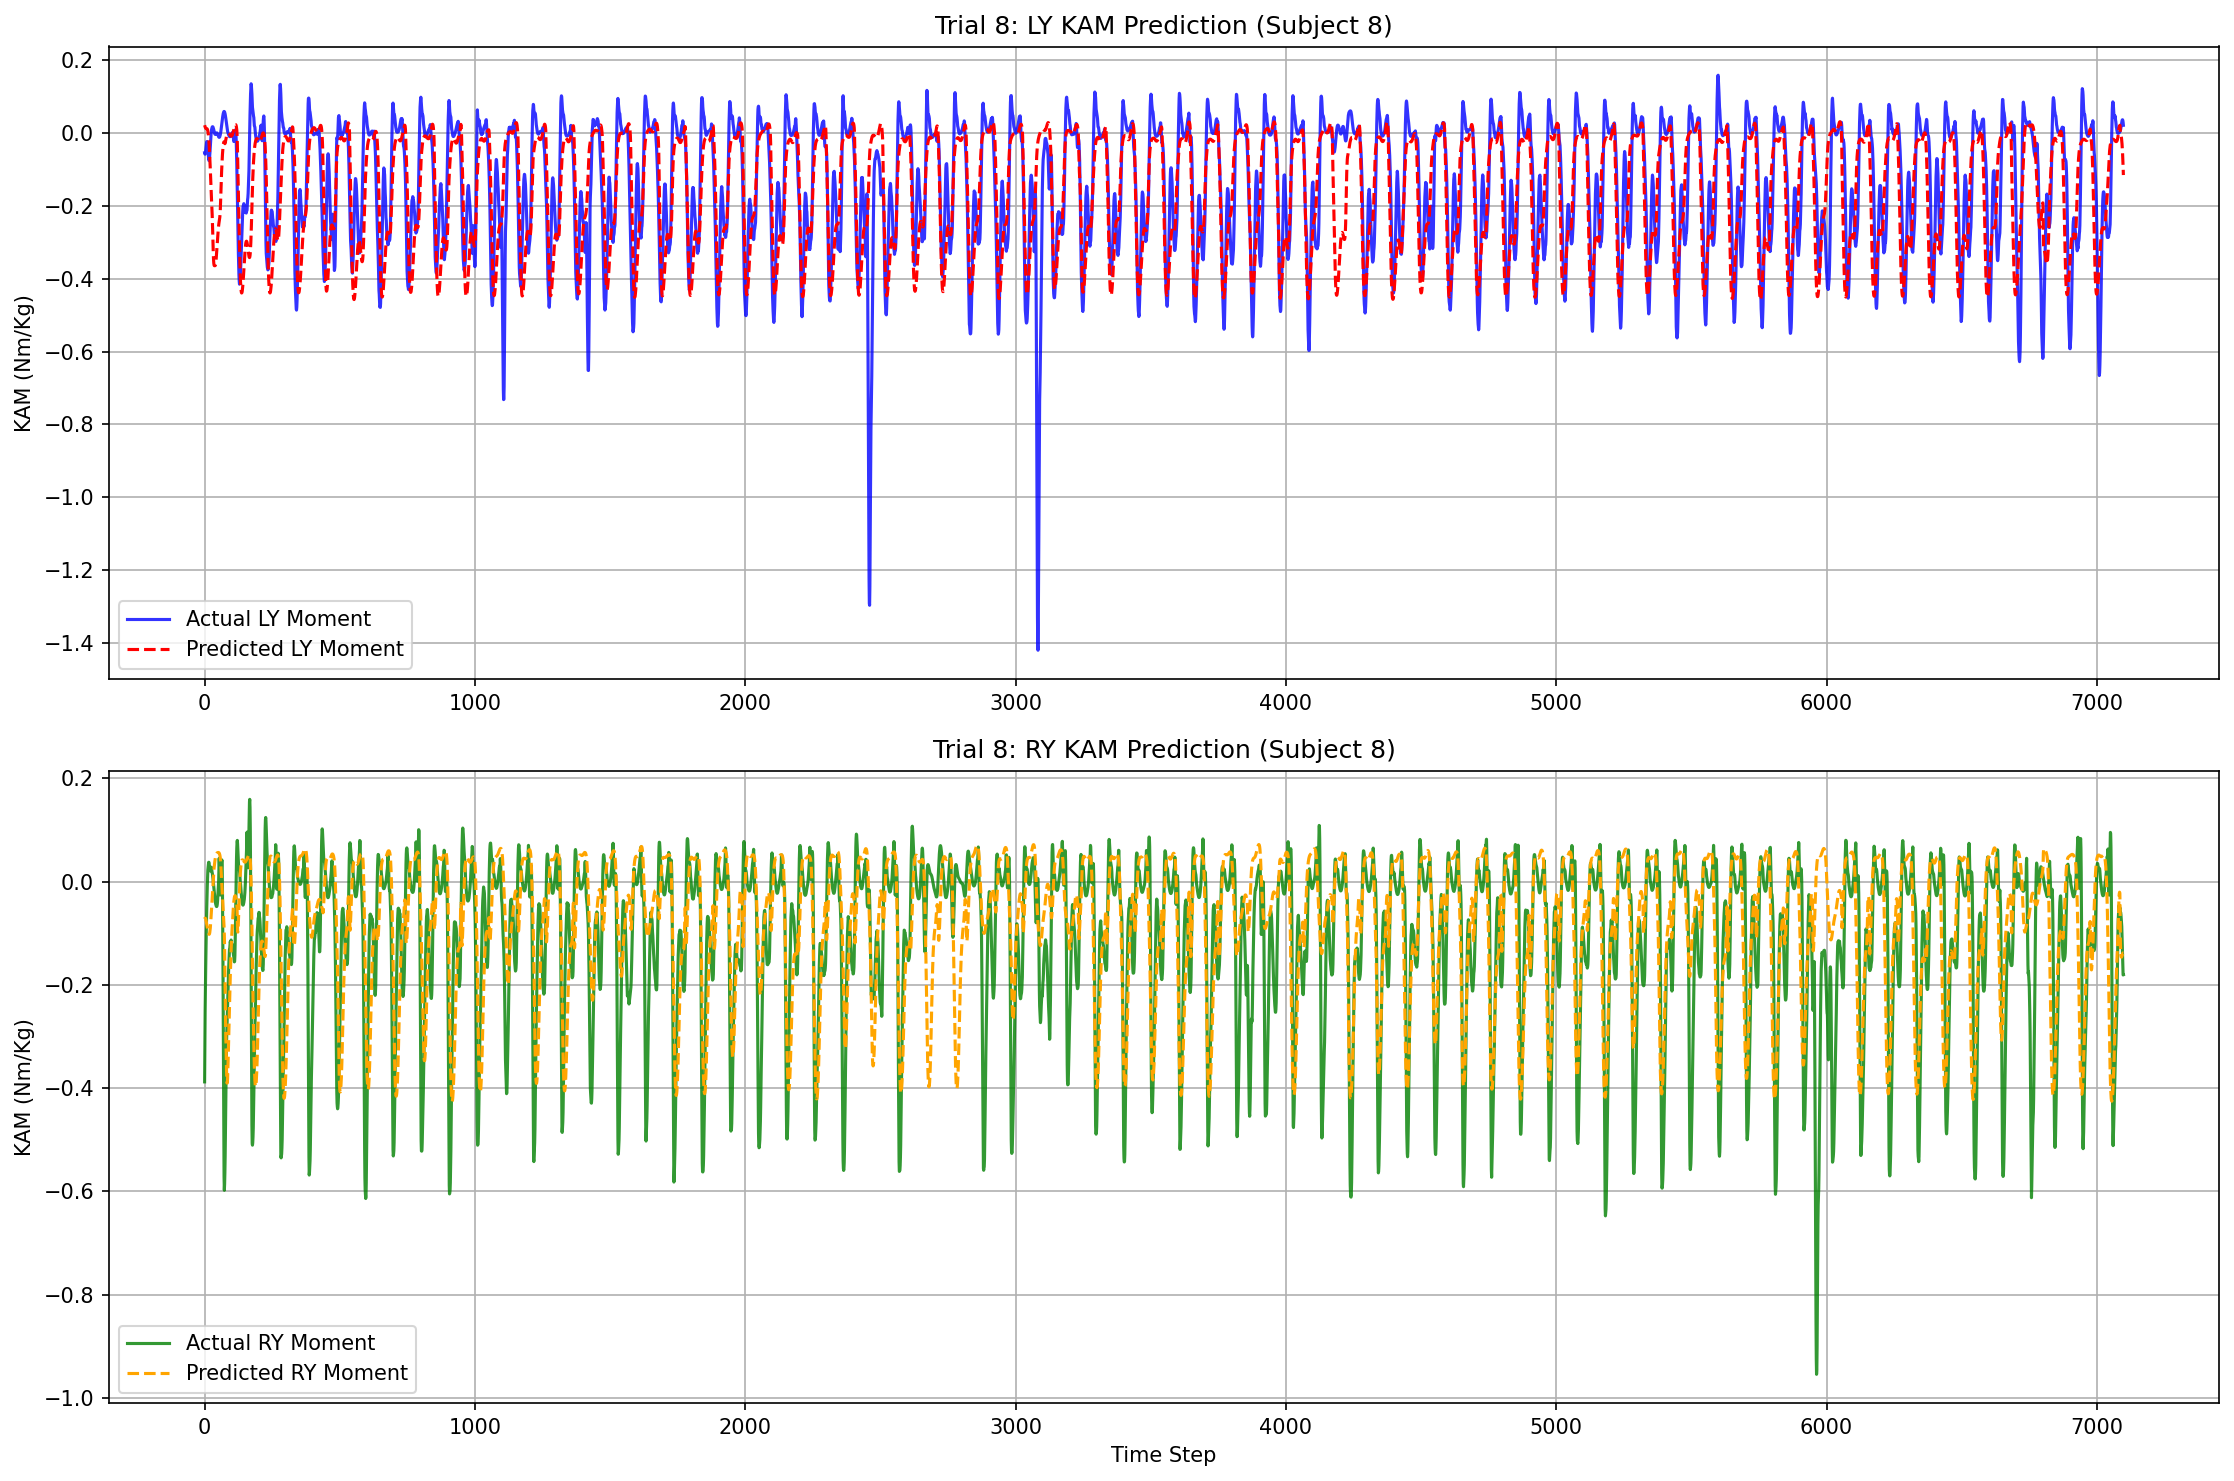 Trial 8: LY KAM Prediction (Subject 8)
KAM (Nm/Kg)
0.2
0.0
−0.2
−0.4
−0.6
−0.8
−1.0
−1.2
−1.4
Actual LY Moment
Predicted LY Moment
0 1000 2000 3000 4000 5000 6000 7000
Trial 8: RY KAM Prediction (Subject 8)
KAM (Nm/Kg)
0.2
0.0
−0.2
−0.4
−0.6
−0.8
−1.0
Actual RY Moment
Predicted RY Moment
0 1000 2000 3000 4000 5000 6000 7000
Time Step